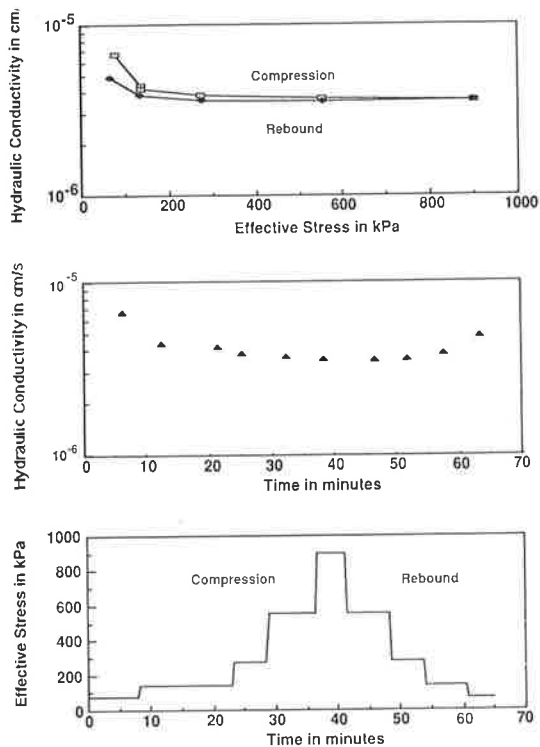 Hydraulic Conductivity in cm/
10-5
10-6
Compression
Rebound
0 200 400 600 800 1000
Effective Stress in kPa
Hydraulic Conductivity in cm/s
10-5
10-6
0 10 20 30 40 50 60 70
Time in minutes
Effective Stress in kPa
1000
800
600
400
200
0
Compression
Rebound
0 10 20 30 40 50 60 70
Time in minutes